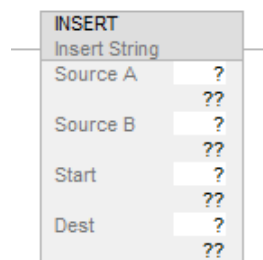 INSERT
Insert String
Source A ?
??
Source B ?
??
Start ?
??
Dest ?
??